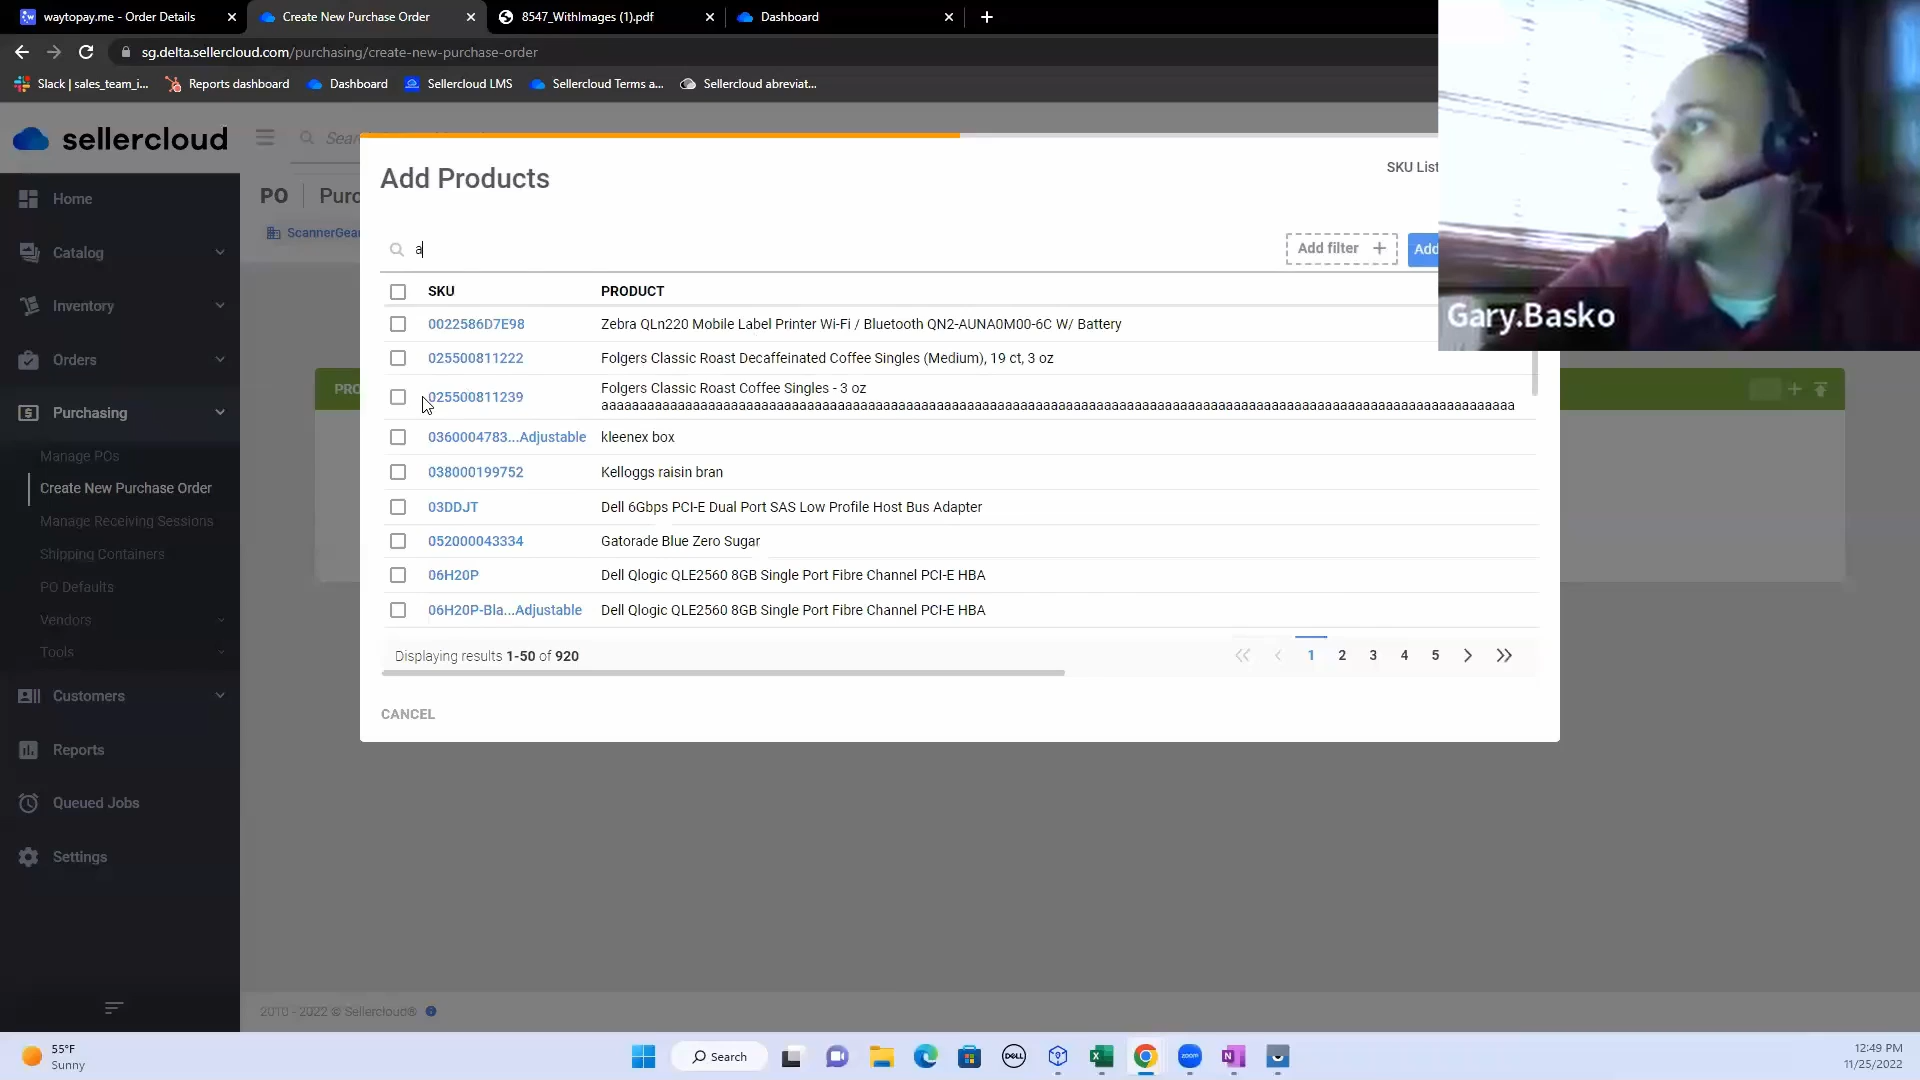 waytopay.me - Order Details
Create New Purchase Order
8547_WithImages (1).pdf
Dashboard
sg.delta.sellercloud.com/purchasing/create-new-purchase-order
Slack | sales_team_i...
Reports dashboard
Dashboard
Sellercloud LMS
Sellercloud Terms a...
Sellercloud abreviat...
sellercloud
Sear
PO
Purc
ScannerGear
Home
Catalog
Inventory
Orders
Purchasing
Manage POs
Create New Purchase Order
Manage Receiving Sessions
Shipping Containers
PO Defaults
Vendors
Tools
Customers
Reports
Queued Jobs
Settings
PRO
Add Products
SKU List
a
Add filter
Add
SKU PRODUCT
0022586D7E98 Zebra QLn220 Mobile Label Printer Wi-Fi / Bluetooth QN2-AUNA0M00-6C W/ Battery
025500811222 Folgers Classic Roast Decaffeinated Coffee Singles (Medium), 19 ct, 3 oz
025500811239 Folgers Classic Roast Coffee Singles - 3 oz
0360004783...Adjustable kleenex box
038000199752 Kelloggs raisin bran
03DDJT Dell 6Gbps PCI-E Dual Port SAS Low Profile Host Bus Adapter
052000043334 Gatorade Blue Zero Sugar
06H20P Dell Qlogic QLE2560 8GB Single Port Fibre Channel PCI-E HBA
06H20P-Bla...Adjustable Dell Qlogic QLE2560 8GB Single Port Fibre Channel PCI-E HBA
Displaying results 1-50 of 920
1 2 3 4 5
CANCEL
2010 - 2022 © Sellercloud®
Gary.Basko
55°F
Sunny
Search
DELL
zoom
12:49 PM
11/25/2022